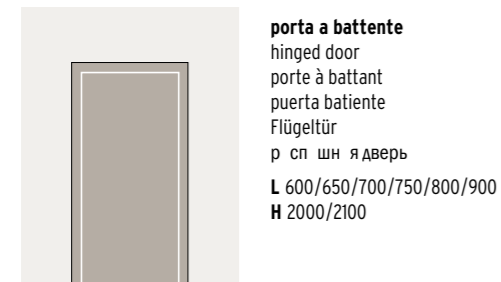 porta a battente
hinged door
porte à battant
puerta batiente
Flügeltür
р сп шн я дверь
L 600/650/700/750/800/900
H 2000/2100